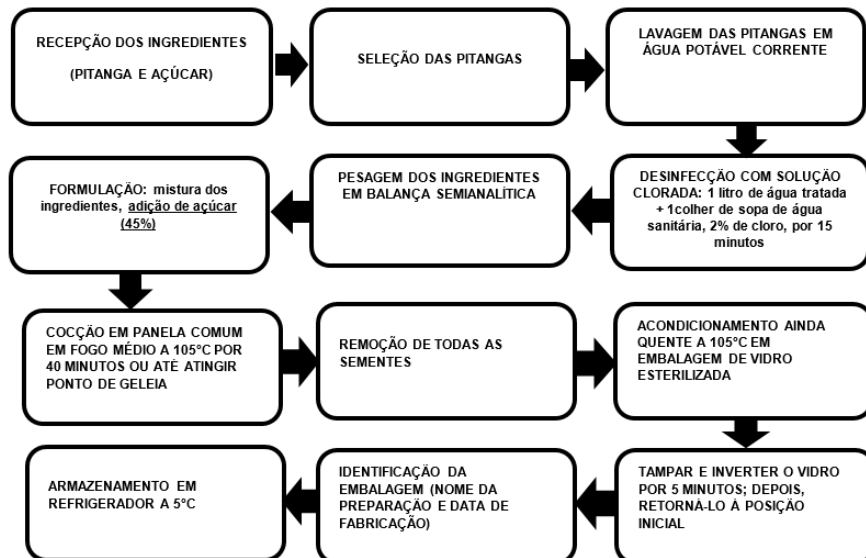 RECEPÇÃO DOS INGREDIENTES
(PITANGA E AÇÚCAR)
SELEÇÃO DAS PITANGAS
LAVAGEM DAS PITANGAS EM
ÁGUA POTÁVEL CORRENTE
DESINFECÇÃO COM SOLUÇÃO
CLORADA: 1 litro de água tratada
+ 1colher de sopa de água
sanitária, 2% de cloro, por 15
minutos
PESAGEM DOS INGREDIENTES
EM BALANÇA SEMIANALÍTICA
FORMULAÇÃO: mistura dos
ingredientes, adição de açúcar
(45%)
COCÇÃO EM PANELA COMUM
EM FOGO MÉDIO A 105°C POR
40 MINUTOS OU ATÉ ATINGIR
PONTO DE GELEIA
REMOÇÃO DE TODAS AS
SEMENTES
ACONDICIONAMENTO AINDA
QUENTE A 105°C EM
EMBALAGEM DE VIDRO
ESTERILIZADA
TAMPAR E INVERTER O VIDRO
POR 5 MINUTOS; DEPOIS,
RETORNÁ-LO À POSIÇÃO
INICIAL
IDENTIFICAÇÃO DA
EMBALAGEM (NOME DA
PREPARAÇÃO E DATA DE
FABRICAÇÃO)
ARMAZENAMENTO EM
REFRIGERADOR A 5°C